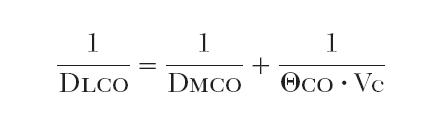 1/DLCO = 1/DMCO + 1/ΘCO · Vc